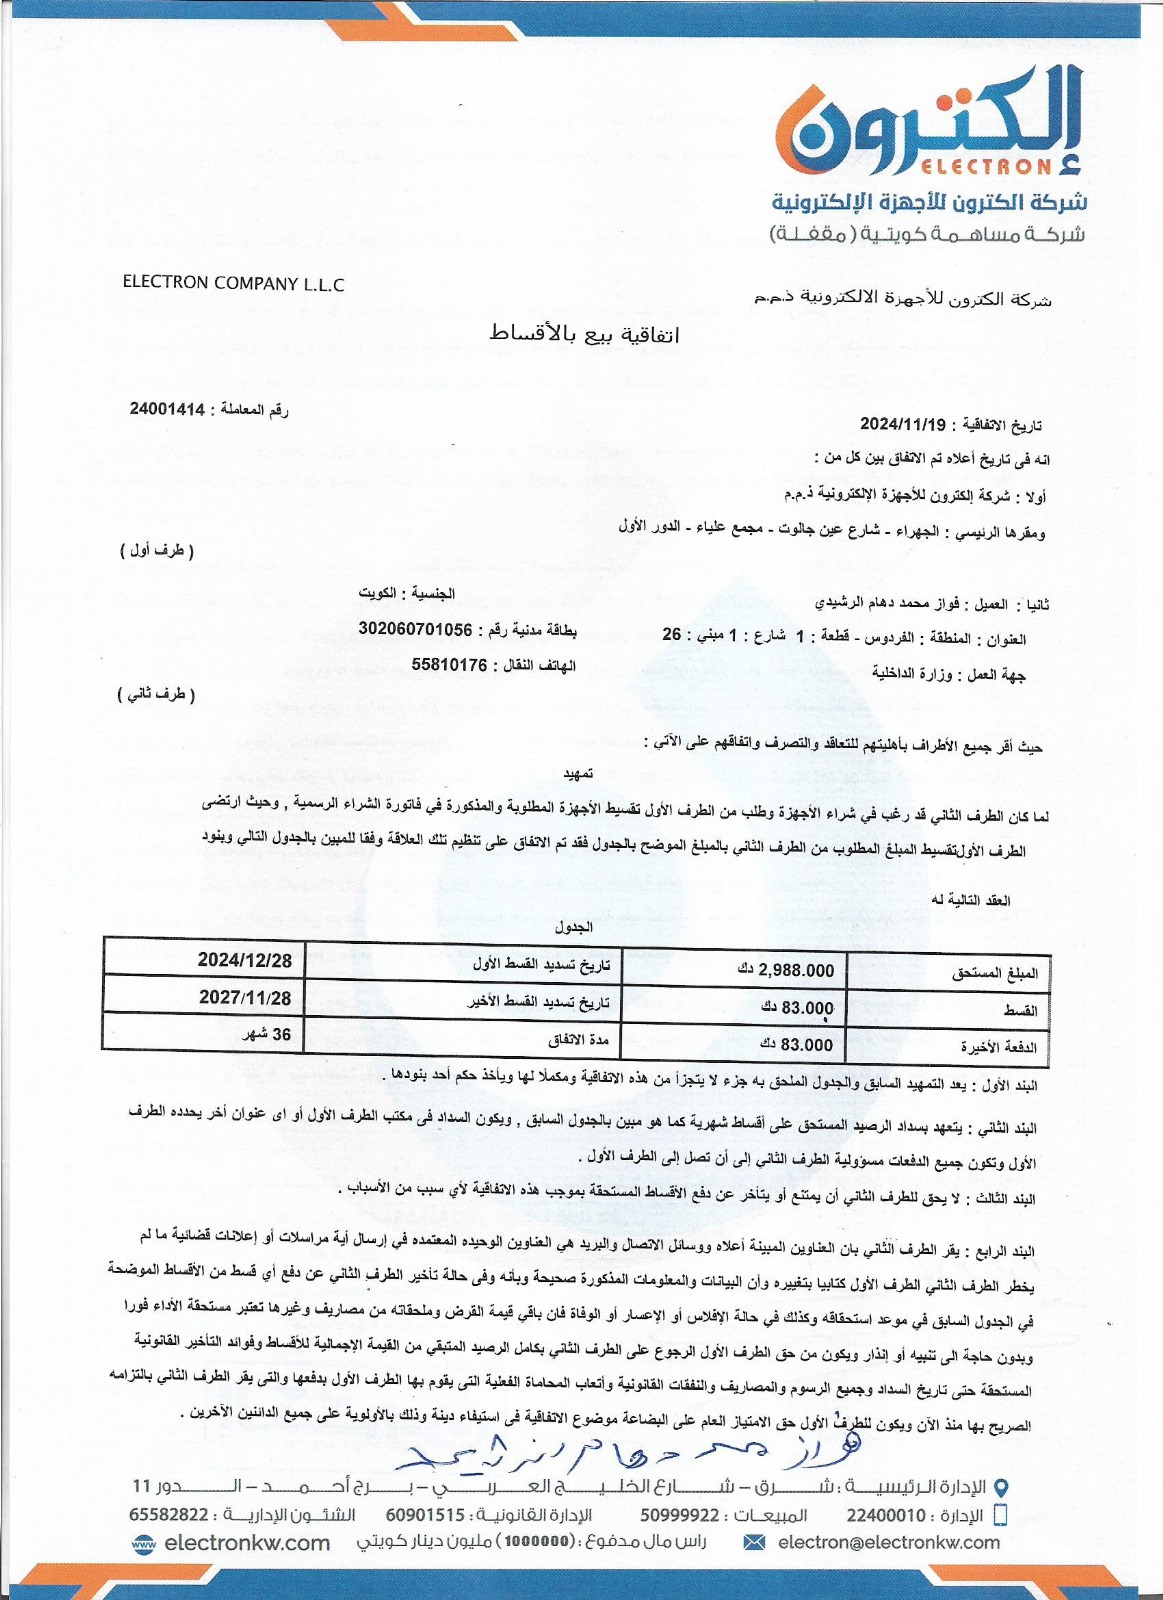 إلكترون
ELECTRON
شركة الكترون للأجهزة الإلكترونية
شركة مساهمة كويتية (مقفلة)
ELECTRON COMPANY L.L.C
شركة الكترون للأجهزة الالكترونية ذ.م.م
اتفاقية بيع بالأقساط
رقم المعاملة : 24001414
تاريخ الاتفاقية : 2024/11/19
انه فى تاريخ أعلاه تم الاتفاق بين كل من :
أولا : شركة إلكترون للأجهزة الإلكترونية ذ.م.م
ومقرها الرئيسي : الجهراء - شارع عين جالوت - مجمع علياء - الدور الأول
( طرف أول )
ثانيا : العميل : فواز محمد دهام الرشيدي
الجنسية : الكويت
العنوان : المنطقة : الفردوس - قطعة : 1 شارع : 1 مبني : 26
بطاقة مدنية رقم : 302060701056
جهة العمل : وزارة الداخلية
الهاتف النقال : 55810176
( طرف ثاني )
حيث أقر جميع الأطراف بأهليتهم للتعاقد والتصرف واتفاقهم على الآتي :
تمهيد
لما كان الطرف الثاني قد رغب في شراء الأجهزة وطلب من الطرف الأول تقسيط الأجهزة المطلوبة والمذكورة في فاتورة الشراء الرسمية , وحيث ارتضى
الطرف الأول تقسيط المبلغ المطلوب من الطرف الثاني بالمبلغ الموضح بالجدول فقد تم الاتفاق على تنظيم تلك العلاقة وفقا للمبين بالجدول التالي وبنود
العقد التالية له
الجدول
المبلغ المستحق 2,988.000 دك تاريخ تسديد القسط الأول 2024/12/28
القسط 83.000 دك تاريخ تسديد القسط الأخير 2027/11/28
الدفعة الأخيرة 83.000 دك مدة الاتفاق 36 شهر
البند الأول : يعد التمهيد السابق والجدول الملحق به جزء لا يتجزأ من هذه الاتفاقية ومكملا لها ويأخذ حكم أحد بنودها .
البند الثاني : يتعهد بسداد الرصيد المستحق على أقساط شهرية كما هو مبين بالجدول السابق , ويكون السداد فى مكتب الطرف الأول أو اى عنوان أخر يحدده الطرف
الأول وتكون جميع الدفعات مسؤولية الطرف الثاني إلى أن تصل إلى الطرف الأول .
البند الثالث : لا يحق للطرف الثاني أن يمتنع أو يتأخر عن دفع الأقساط المستحقة بموجب هذه الاتفاقية لأي سبب من الأسباب .
البند الرابع : يقر الطرف الثاني بان العناوين المبينة أعلاه ووسائل الاتصال والبريد هي العناوين الوحيده المعتمده في إرسال أية مراسلات أو إعلانات قضائية ما لم
يخطر الطرف الثاني الطرف الأول كتابيا بتغييره وأن البيانات والمعلومات المذكورة صحيحة وبأنه وفى حالة تأخير الطرف الثاني عن دفع أي قسط من الأقساط الموضحة
في الجدول السابق في موعد استحقاقه وكذلك في حالة الإفلاس أو الإعسار أو الوفاة فان باقي قيمة القرض وملحقاته من مصاريف وغيرها تعتبر مستحقة الأداء فورا
وبدون حاجة الى تنبيه أو إنذار ويكون من حق الطرف الأول الرجوع على الطرف الثاني بكامل الرصيد المتبقي من القيمة الإجمالية للأقساط وفوائد التأخير القانونية
المستحقة حتى تاريخ السداد وجميع الرسوم والمصاريف والنفقات القانونية وأتعاب المحاماة الفعلية التى يقوم بها الطرف الأول بدفعها والتى يقر الطرف الثاني بالتزامه
الصريح بها منذ الآن ويكون للطرف الأول حق الامتياز العام على البضاعة موضوع الاتفاقية فى استيفاء دينة وذلك بالأولوية على جميع الدائنين الآخرين .
فواز محمد دهام الرشيدي
الإدارة الرئيسية : شرق – شارع الخليج العربي – برج أحمد – الدور 11
الإدارة : 22400010 المبيعات : 50999922 الإدارة القانونية : 60901515 الشئون الإدارية : 65582822
electron@electronkw.com راس مال مدفوع : (1000000) مليون دينار كويتي electronkw.com